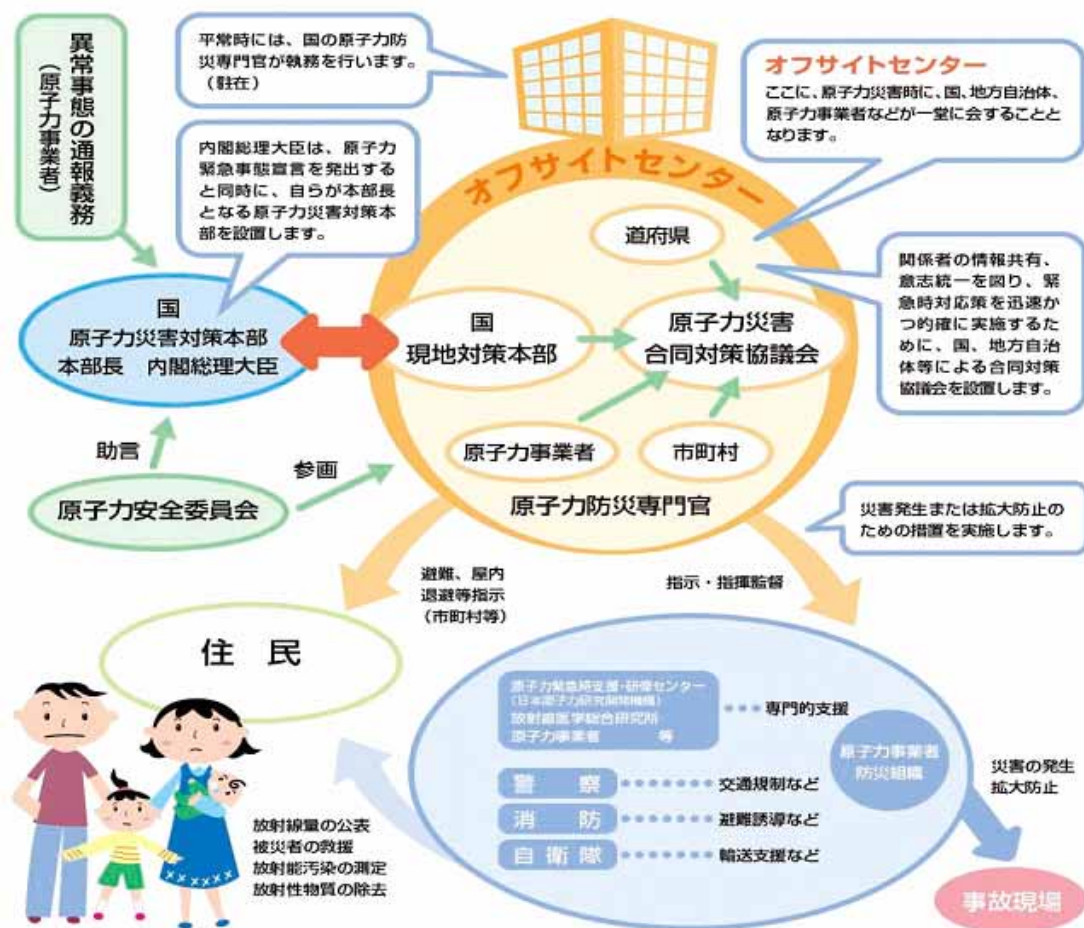 異常事態の通報義務
(原子力事業者)
平常時には、国の原子力防
災専門官が執務を行います。
(駐在)
オフサイトセンター
ここに、原子力災害時に、国、地方自治体、
原子力事業者などが一堂に会することと
なります。
内閣総理大臣は、原子力
緊急事態宣言を発出する
と同時に、自らが本部長
となる原子力災害対策本
部を設置します。
オフサイトセンター
道府県
関係者の情報共有、
意志統一を図り、緊
急時対応策を迅速か
つ的確に実施するた
めに、国、地方自治
体等による合同対策
協議会を設置します。
国
原子力災害対策本部
本部長　内閣総理大臣
国
現地対策本部
原子力災害
合同対策協議会
原子力事業者
市町村
原子力防災専門官
助言
参画
原子力安全委員会
災害発生または拡大防止の
ための措置を実施します。
避難、屋内
退避等指示
(市町村等)
指示・指揮監督
住　民
原子力緊急時支援・研修センター
(日本原子力研究開発機構)
放射線医学総合研究所
原子力事業者　　等
専門的支援
原子力事業者
防災組織
警　察
交通規制など
消　防
避難誘導など
自衛隊
輸送支援など
災害の発生
拡大防止
放射線量の公表
被災者の救援
放射能汚染の測定
放射性物質の除去
事故現場